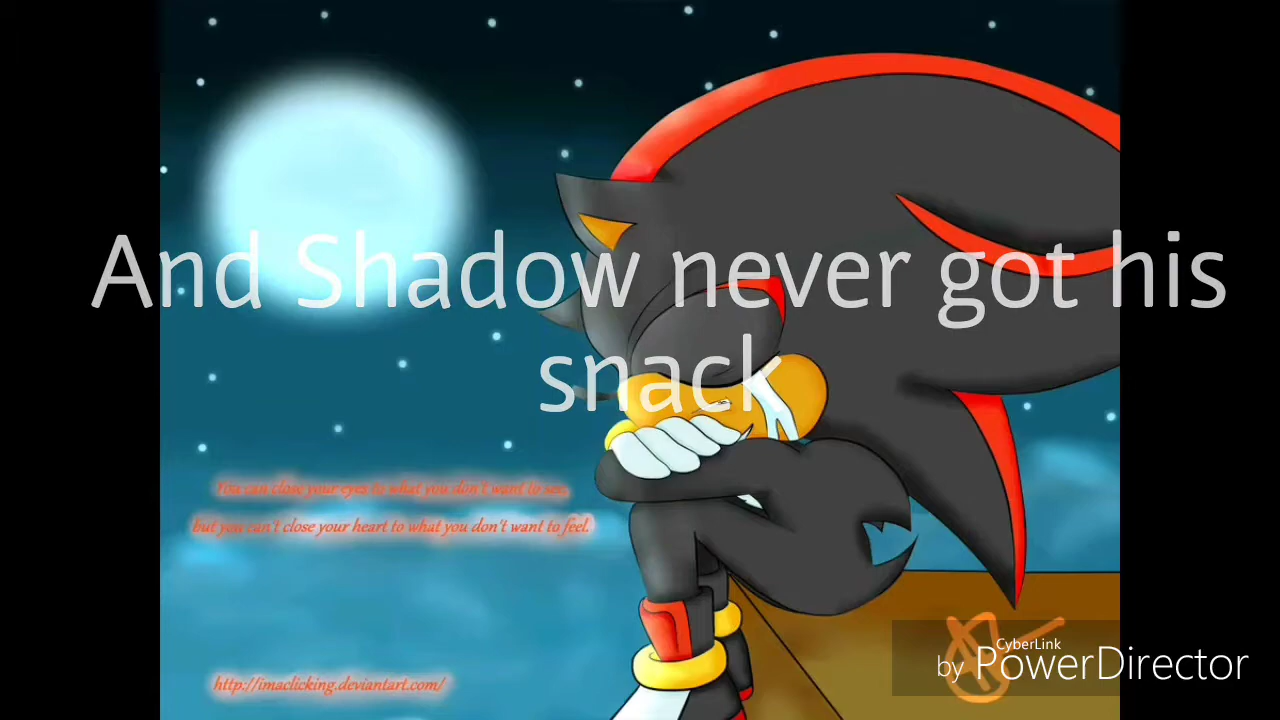 And Shadow never got his
snack
You can close your eyes to what you don't want to see,
but you can't close your heart to what you don't want to feel.
http://imaclicking.deviantart.com/
CyberLink
by PowerDirector